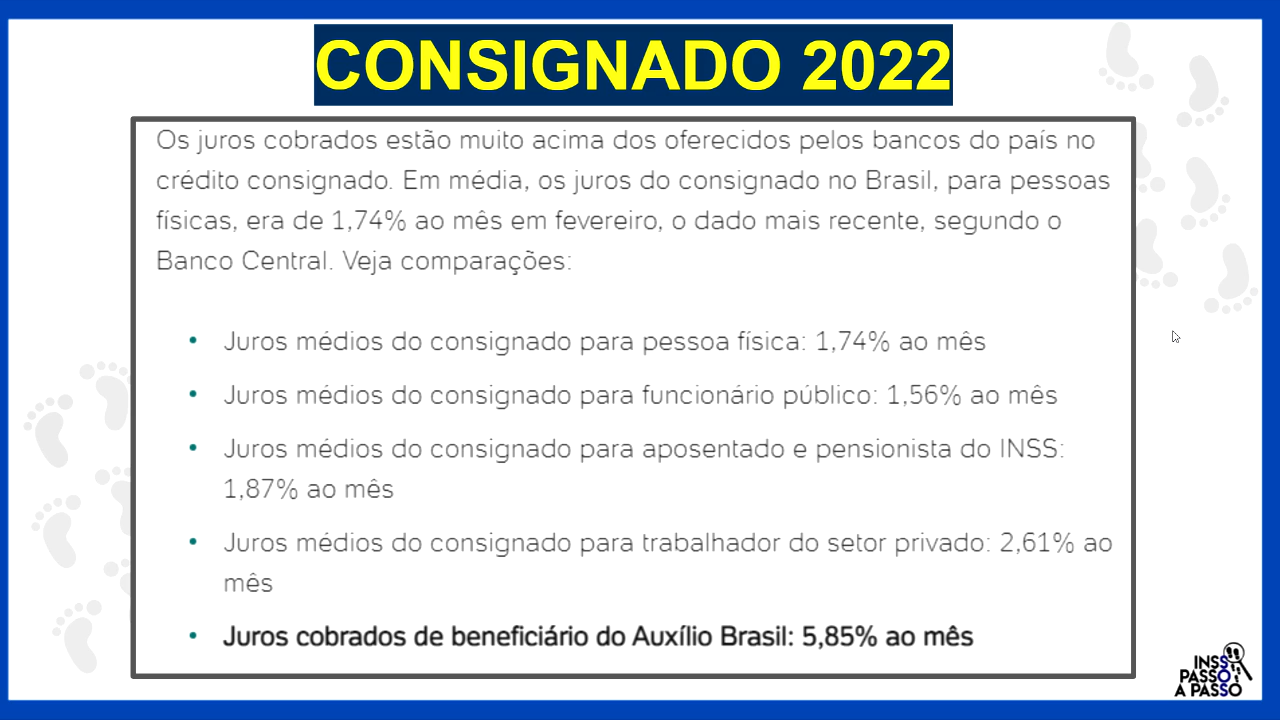 CONSIGNADO 2022
Os juros cobrados estão muito acima dos oferecidos pelos bancos do país no
crédito consignado. Em média, os juros do consignado no Brasil, para pessoas
físicas, era de 1,74% ao mês em fevereiro, o dado mais recente, segundo o
Banco Central. Veja comparações:
• Juros médios do consignado para pessoa física: 1,74% ao mês
• Juros médios do consignado para funcionário público: 1,56% ao mês
• Juros médios do consignado para aposentado e pensionista do INSS:
1,87% ao mês
• Juros médios do consignado para trabalhador do setor privado: 2,61% ao
mês
• Juros cobrados de beneficiário do Auxílio Brasil: 5,85% ao mês
INSS
PASSO
A PASSO